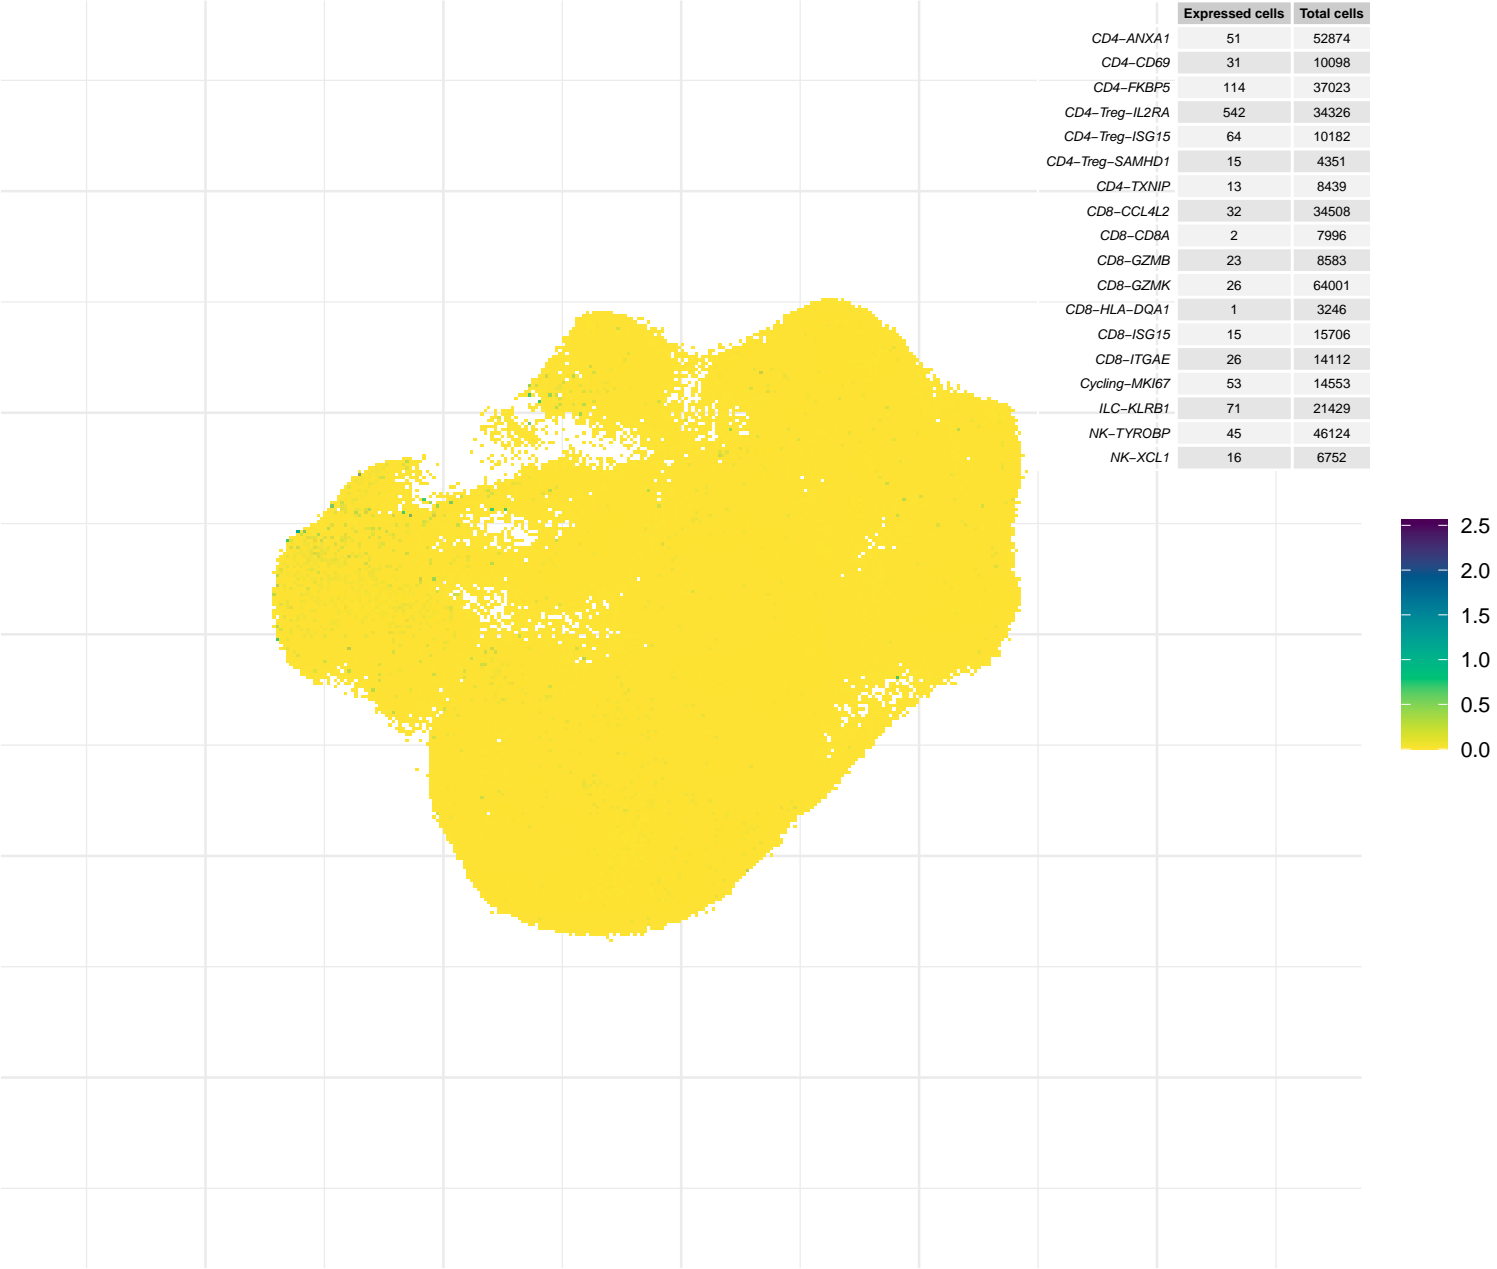 Expressed cells Total cells
CD4−ANXA1 51 52874
CD4−CD69 31 10098
CD4−FKBP5 114 37023
CD4−Treg−IL2RA 542 34326
CD4−Treg−ISG15 64 10182
CD4−Treg−SAMHD1 15 4351
CD4−TXNIP 13 8439
CD8−CCL4L2 32 34508
CD8−CD8A 2 7996
CD8−GZMB 23 8583
CD8−GZMK 26 64001
CD8−HLA−DQA1 1 3246
CD8−ISG15 15 15706
CD8−ITGAE 26 14112
Cycling−MKI67 53 14553
ILC−KLRB1 71 21429
NK−TYROBP 45 46124
NK−XCL1 16 6752
2.5
2.0
1.5
1.0
0.5
0.0